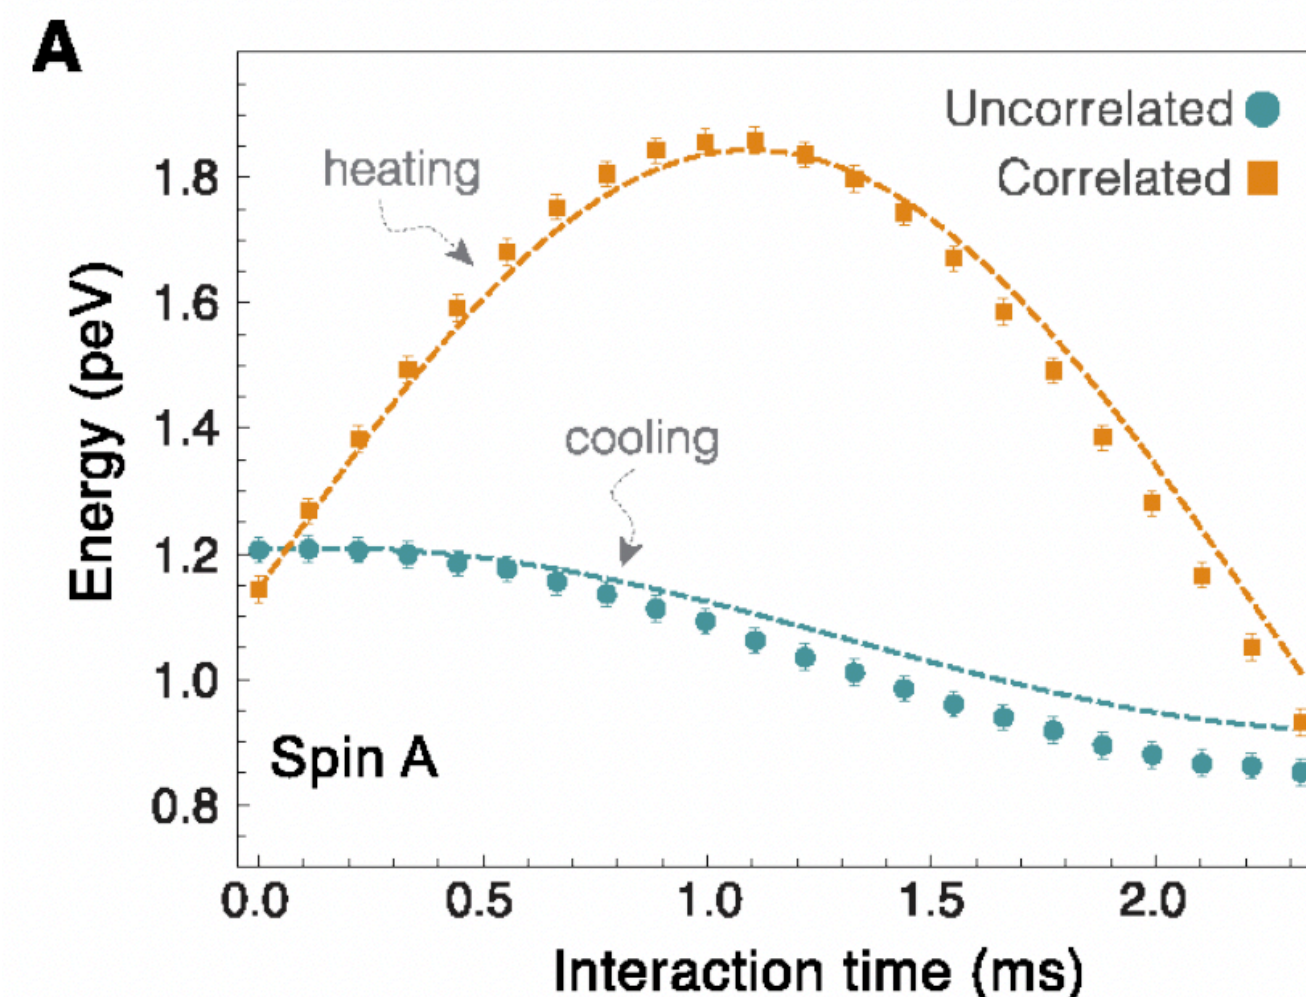 A
Uncorrelated
Correlated
heating
cooling
Spin A
Energy (peV)
1.8
1.6
1.4
1.2
1.0
0.8
0.0 0.5 1.0 1.5 2.0
Interaction time (ms)